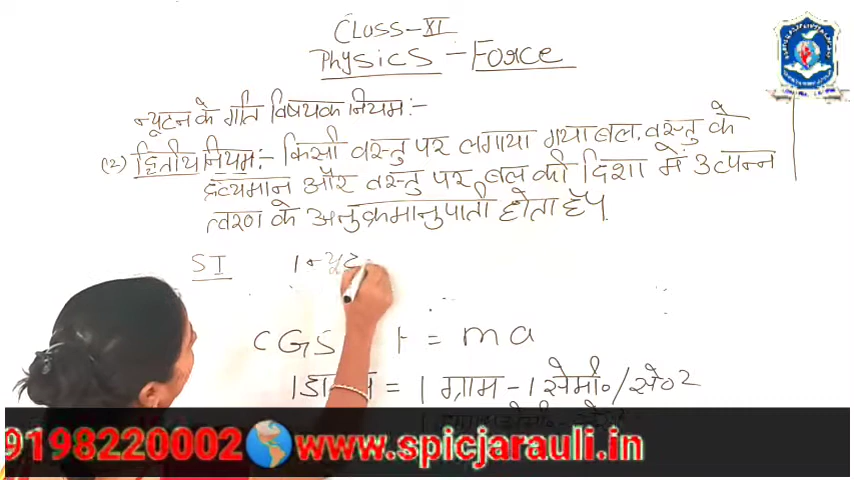 CLASS-XI
Physics - Force
न्यूटन के गति विषयक नियम:-
(2) द्वितीय नियम:- किसी वस्तु पर लगाया गया बल, वस्तु के
द्रव्यमान और वस्तु पर बल की दिशा में उत्पन्न
त्वरण के अनुक्रमानुपाती होता है।
SI 1 न्यूट
CGS = ma
1 = 1 ग्राम - 1 सेमी०/से०2
9198220002 www.spicjarauli.in